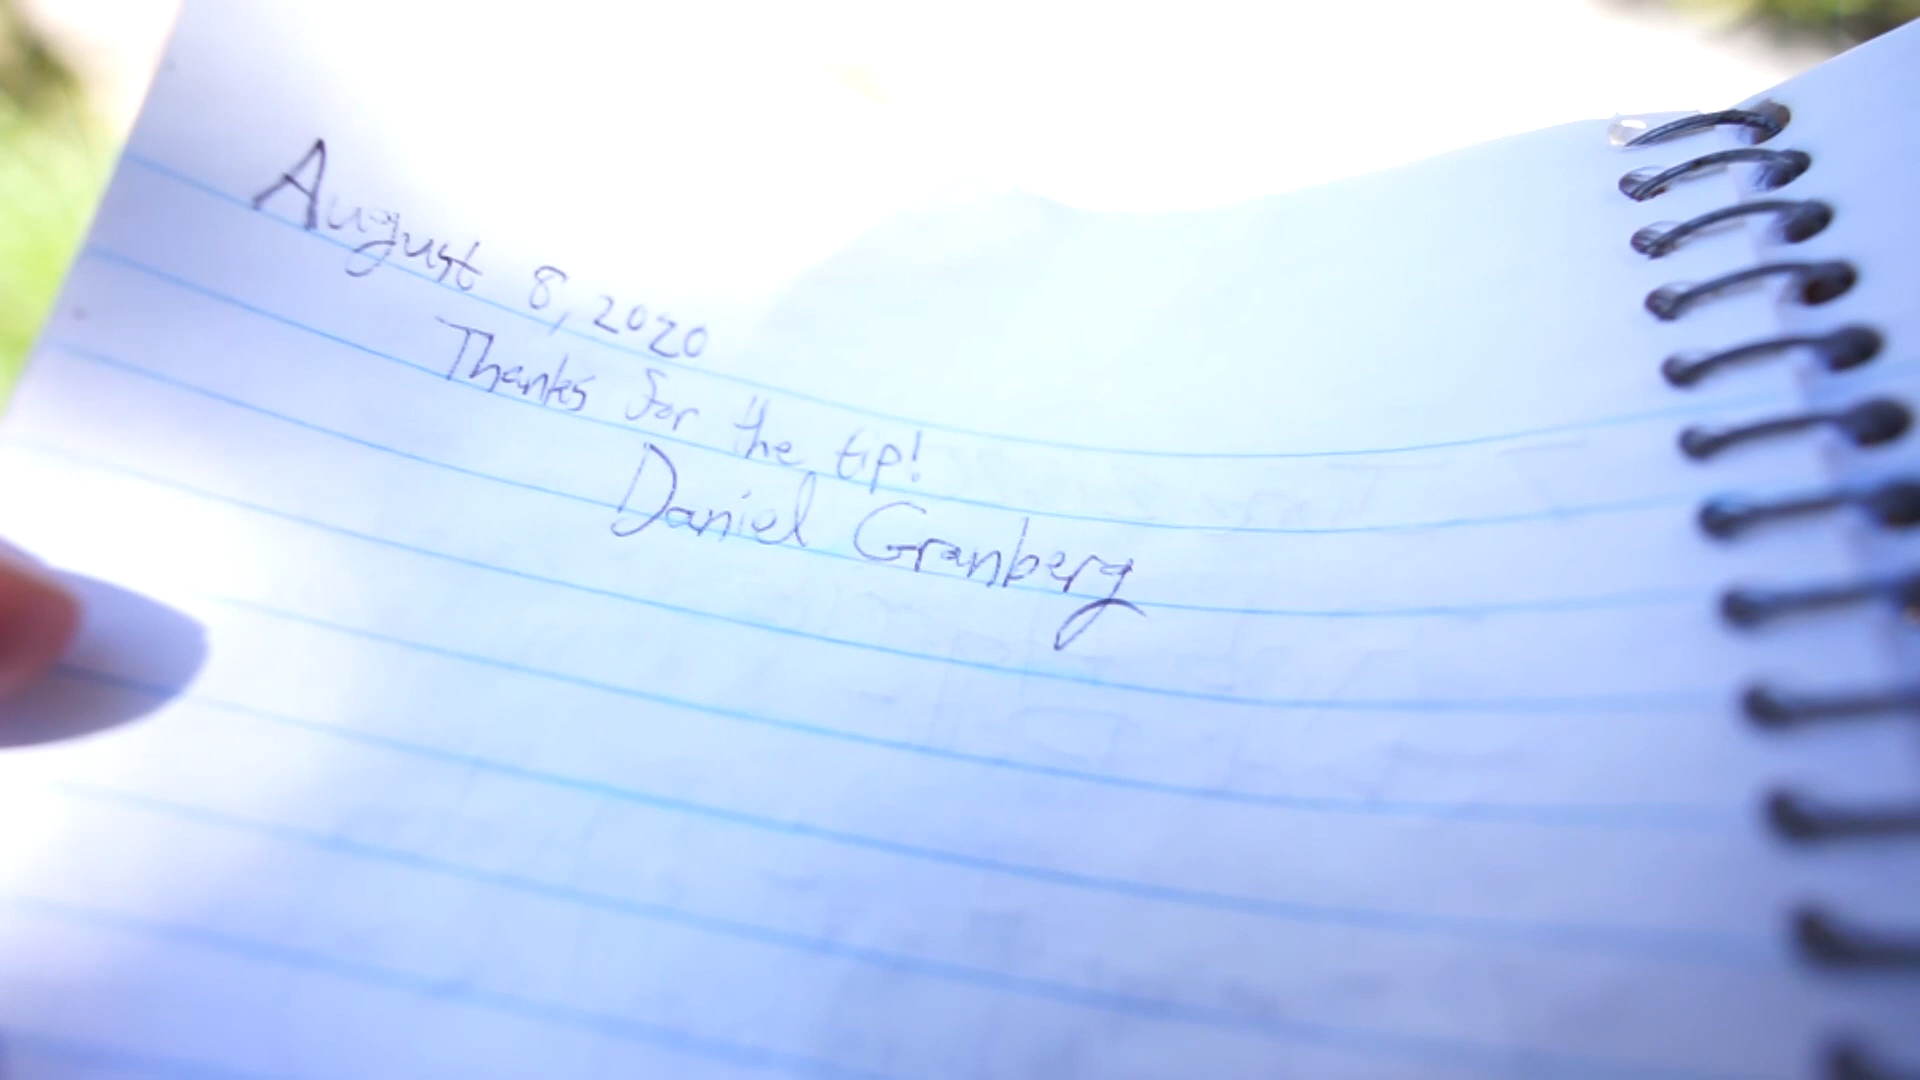 August 8, 2020
Thanks for the tip!
Daniel Granberg